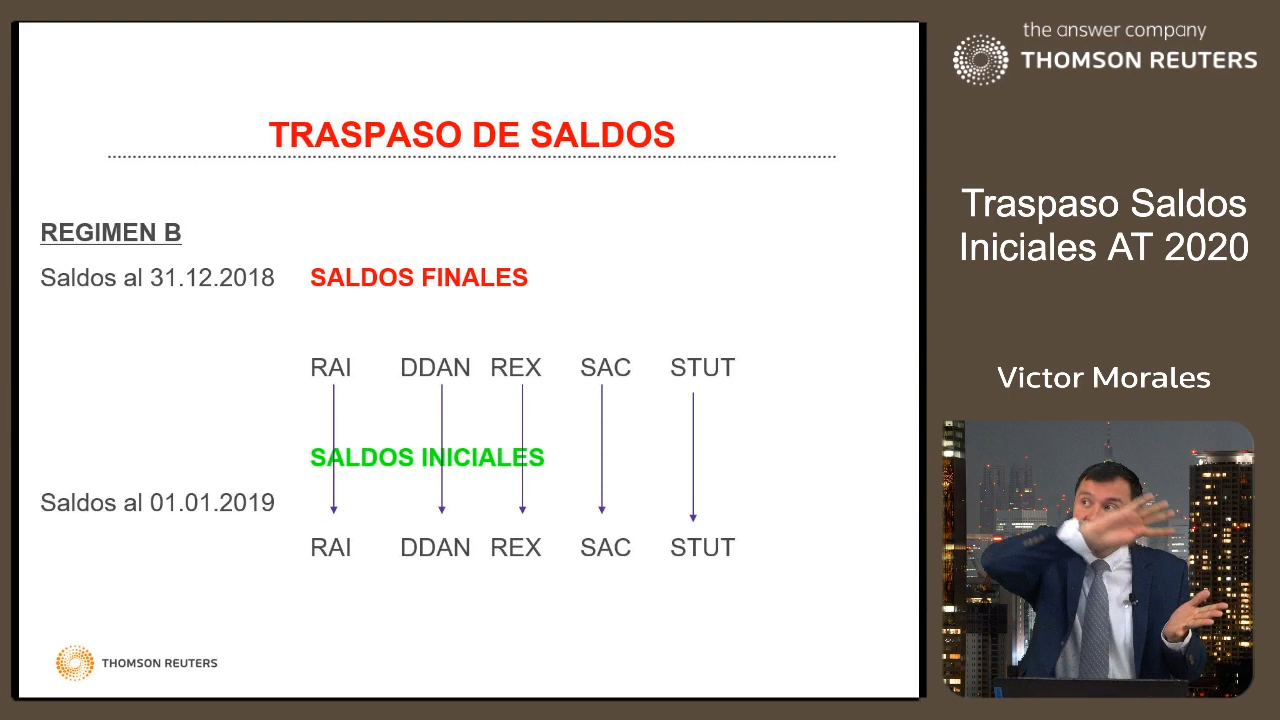 TRASPASO DE SALDOS
REGIMEN B
Saldos al 31.12.2018 SALDOS FINALES
RAI DDAN REX SAC STUT
SALDOS INICIALES
Saldos al 01.01.2019
RAI DDAN REX SAC STUT
THOMSON REUTERS
the answer company
THOMSON REUTERS
Traspaso Saldos
Iniciales AT 2020
Victor Morales